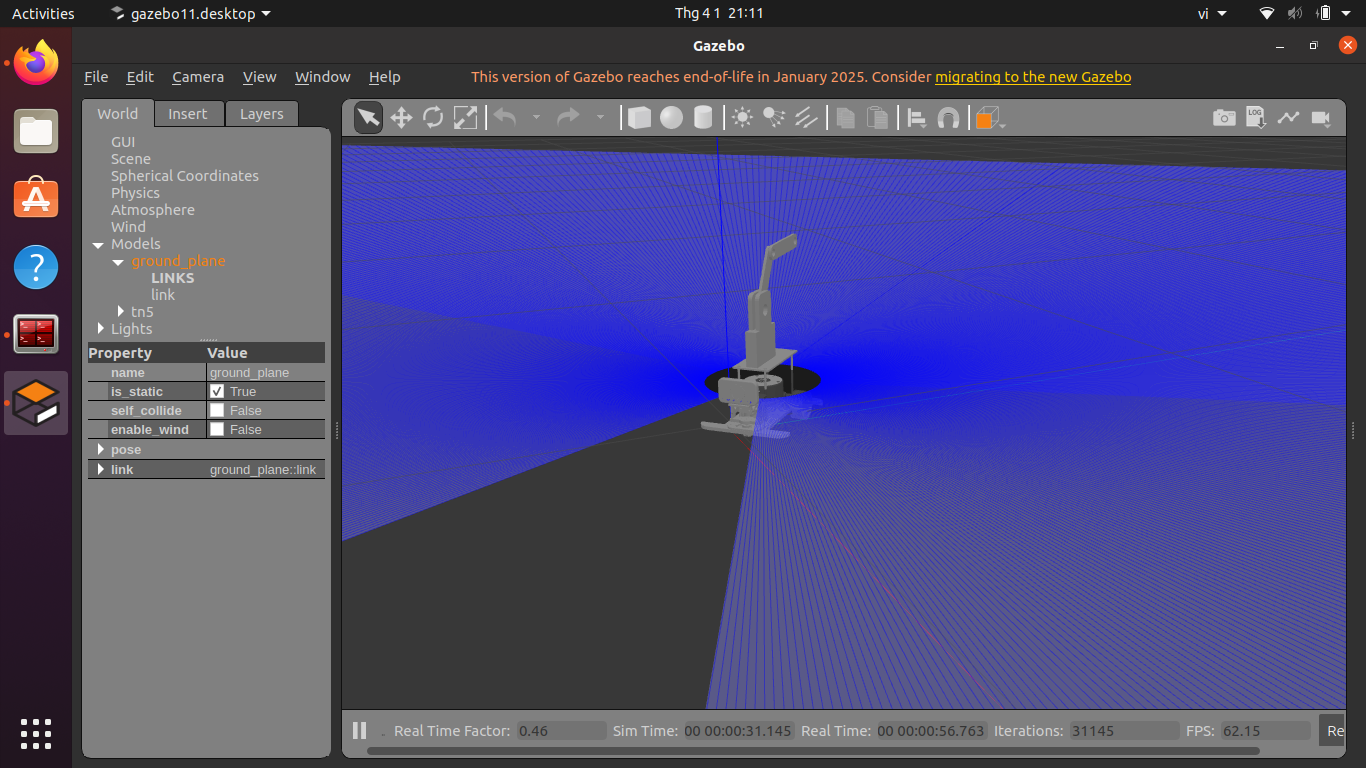 Activities gazebo11.desktop Thg 4 1 21:11 vi
Gazebo
File Edit Camera View Window Help This version of Gazebo reaches end-of-life in January 2025. Consider migrating to the new Gazebo
World Insert Layers
LOG
GUI
Scene
Spherical Coordinates
Physics
Atmosphere
Wind
Models
ground_plane
LINKS
link
tn5
Lights
Property Value
name ground_plane
is_static True
self_collide False
enable_wind False
pose
link ground_plane::link
Real Time Factor: 0.46 Sim Time: 00 00:00:31.145 Real Time: 00 00:00:56.763 Iterations: 31145 FPS: 62.15 Re